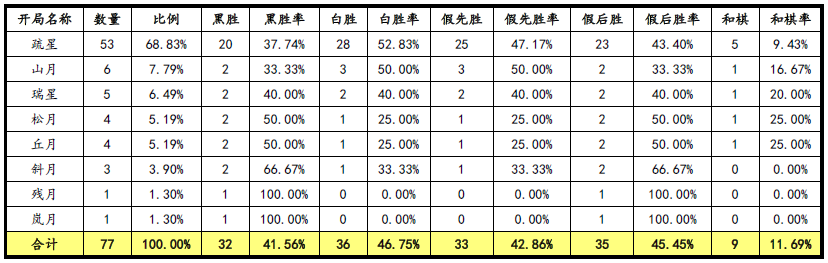 开局名称 数量 比例 黑胜 黑胜率 白胜 白胜率 假先胜 假先胜率 假后胜 假后胜率 和棋 和棋率
疏星 53 68.83% 20 37.74% 28 52.83% 25 47.17% 23 43.40% 5 9.43%
山月 6 7.79% 2 33.33% 3 50.00% 3 50.00% 2 33.33% 1 16.67%
瑞星 5 6.49% 2 40.00% 2 40.00% 2 40.00% 2 40.00% 1 20.00%
松月 4 5.19% 2 50.00% 1 25.00% 1 25.00% 2 50.00% 1 25.00%
丘月 4 5.19% 2 50.00% 1 25.00% 1 25.00% 2 50.00% 1 25.00%
斜月 3 3.90% 2 66.67% 1 33.33% 1 33.33% 2 66.67% 0 0.00%
残月 1 1.30% 1 100.00% 0 0.00% 0 0.00% 1 100.00% 0 0.00%
岚月 1 1.30% 1 100.00% 0 0.00% 0 0.00% 1 100.00% 0 0.00%
合计 77 100.00% 32 41.56% 36 46.75% 33 42.86% 35 45.45% 9 11.69%